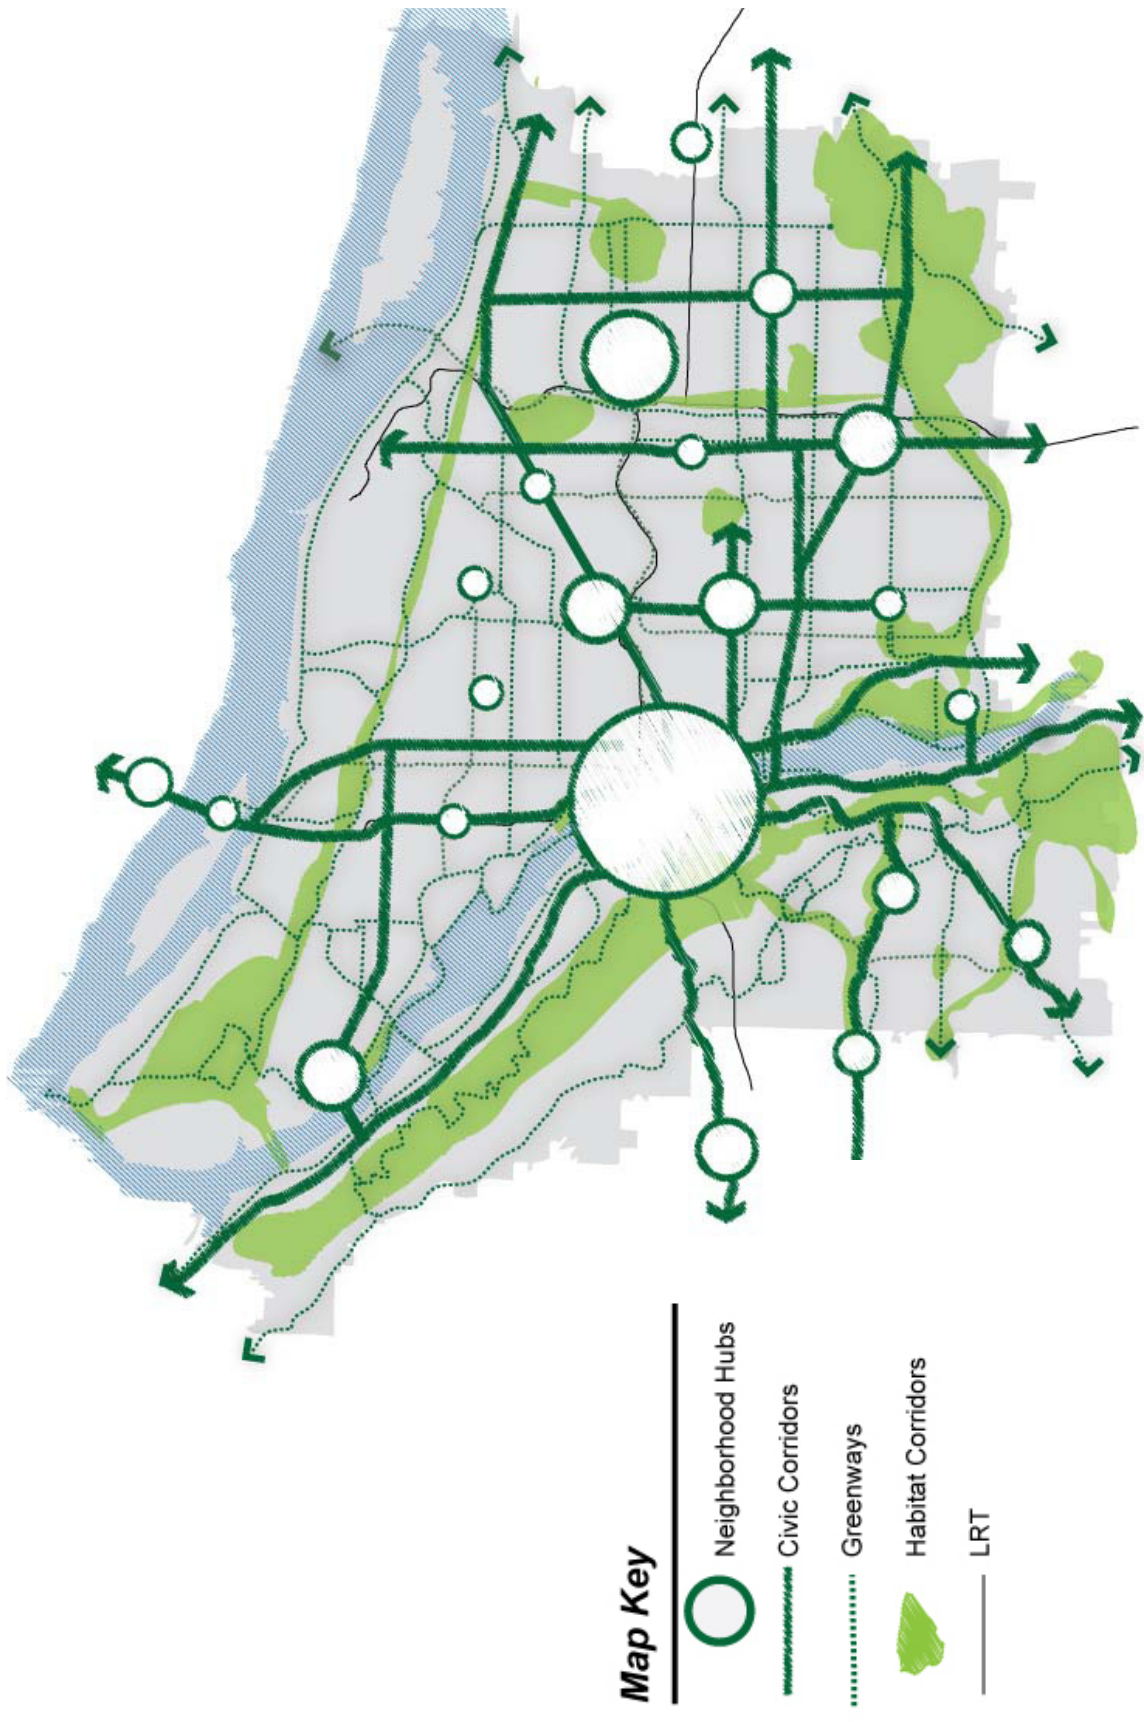 Map Key
Neighborhood Hubs
Civic Corridors
Greenways
Habitat Corridors
LRT